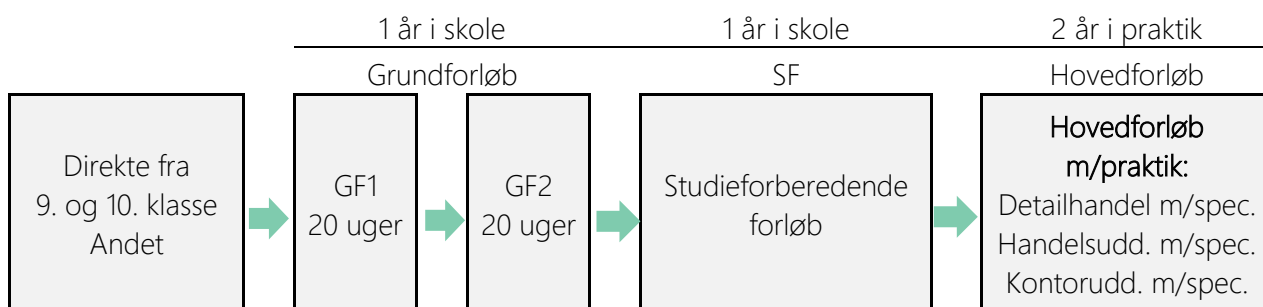 1 år i skole
1 år i skole
2 år i praktik
Grundforløb
SF
Hovedforløb
Direkte fra
9. og 10. klasse
Andet
GF1
20 uger
GF2
20 uger
Studieforberedende
forløb
Hovedforløb
m/praktik:
Detailhandel m/spec.
Handelsudd. m/spec.
Kontorudd. m/spec.